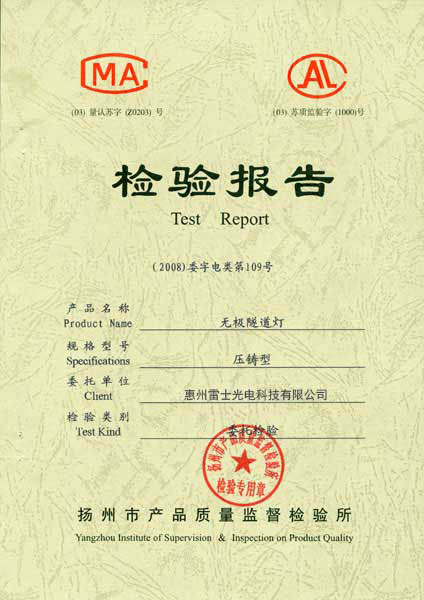 CMA
CAL
(03) 量认苏字 (Z0203) 号
(03) 苏质监验字 (1000)号
检验报告
Test Report
(2008)委字电类第109号
产品名称
Product Name
无极隧道灯
规格型号
Specifications
压铸型
委托单位
Client
惠州雷士光电科技有限公司
检验类别
Test Kind
委托检验
扬州市产品质量监督检验所
检验专用章
扬州市产品质量监督检验所
Yangzhou Institute of Supervision & Inspection on Product Quality